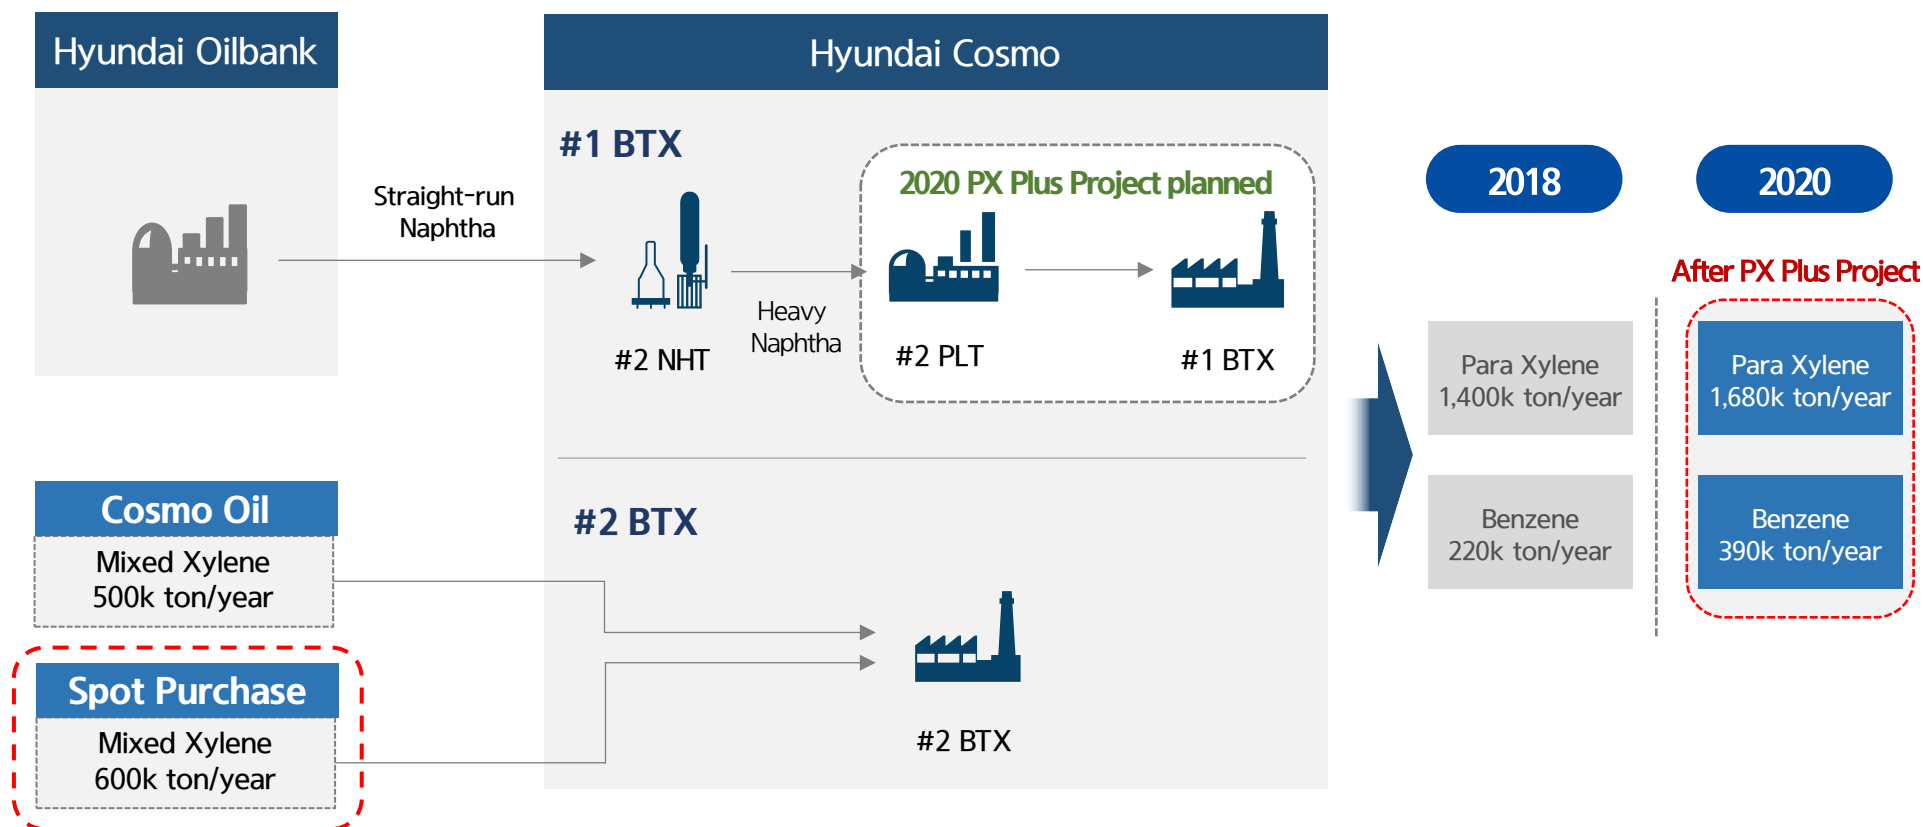 Hyundai Oilbank
Hyundai Cosmo
Straight-run
Naphtha
#1 BTX
2020 PX Plus Project planned
#2 NHT
Heavy
Naphtha
#2 PLT
#1 BTX
Cosmo Oil
Mixed Xylene
500k ton/year
Spot Purchase
Mixed Xylene
600k ton/year
#2 BTX
#2 BTX
2018
2020
After PX Plus Project
Para Xylene
1,400k ton/year
Para Xylene
1,680k ton/year
Benzene
220k ton/year
Benzene
390k ton/year